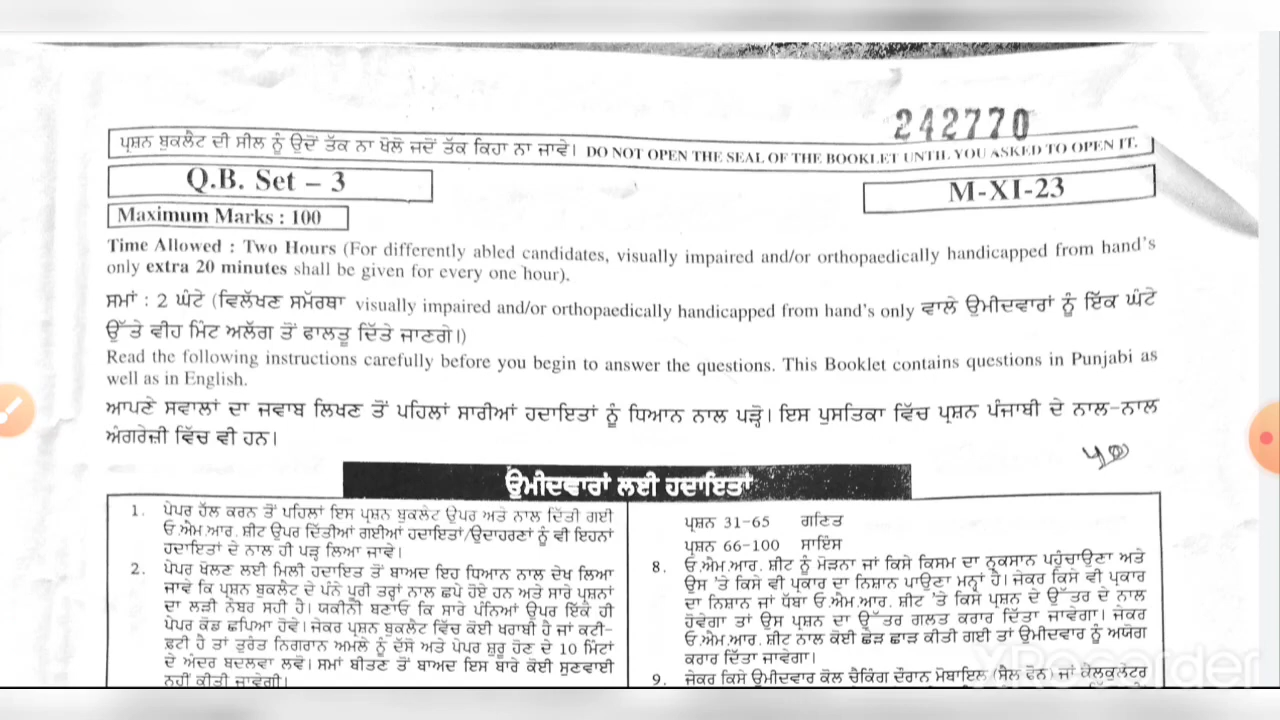 242770
ਪ੍ਰਸ਼ਨ ਬੁਕਲੈਟ ਦੀ ਸੀਲ ਨੂੰ ਉਦੋਂ ਤੱਕ ਨਾ ਖੋਲੋ ਜਦੋਂ ਤੱਕ ਕਿਹਾ ਨਾ ਜਾਵੇ। DO NOT OPEN THE SEAL OF THE BOOKLET UNTIL YOU ASKED TO OPEN IT.
Q.B. Set – 3
M-XI-23
Maximum Marks : 100
Time Allowed : Two Hours (For differently abled candidates, visually impaired and/or orthopaedically handicapped from hand's
only extra 20 minutes shall be given for every one hour).
ਸਮਾਂ : 2 ਘੰਟੇ (ਵਿਲੱਖਣ ਸਮੱਰਥਾ visually impaired and/or orthopaedically handicapped from hand's only ਵਾਲੇ ਉਮੀਦਵਾਰਾਂ ਨੂੰ ਇੱਕ ਘੰਟੇ
ਉੱਤੇ ਵੀਹ ਮਿੰਟ ਅਲੱਗ ਤੋਂ ਫਾਲਤੂ ਦਿੱਤੇ ਜਾਣਗੇ।)
Read the following instructions carefully before you begin to answer the questions. This Booklet contains questions in Punjabi as
well as in English.
ਆਪਣੇ ਸਵਾਲਾਂ ਦਾ ਜਵਾਬ ਲਿਖਣ ਤੋਂ ਪਹਿਲਾਂ ਸਾਰੀਆਂ ਹਦਾਇਤਾਂ ਨੂੰ ਧਿਆਨ ਨਾਲ ਪੜ੍ਹੋ। ਇਸ ਪੁਸਤਿਕਾ ਵਿੱਚ ਪ੍ਰਸ਼ਨ ਪੰਜਾਬੀ ਦੇ ਨਾਲ-ਨਾਲ
ਅੰਗਰੇਜ਼ੀ ਵਿੱਚ ਵੀ ਹਨ।
ਉਮੀਦਵਾਰਾਂ ਲਈ ਹਦਾਇਤਾਂ
1. ਪੇਪਰ ਹੱਲ ਕਰਨ ਤੋਂ ਪਹਿਲਾਂ ਇਸ ਪ੍ਰਸ਼ਨ ਬੁਕਲੈਟ ਉਪਰ ਅਤੇ ਨਾਲ ਦਿੱਤੀ ਗਈ
ਓ.ਐਮ.ਆਰ. ਸ਼ੀਟ ਉਪਰ ਦਿੱਤੀਆਂ ਗਈਆਂ ਹਦਾਇਤਾਂ/ਉਦਾਹਰਣਾਂ ਨੂੰ ਵੀ ਇਹਨਾਂ
ਹਦਾਇਤਾਂ ਦੇ ਨਾਲ ਹੀ ਪੜ੍ਹ ਲਿਆ ਜਾਵੇ।
2. ਪੇਪਰ ਖੋਲਣ ਲਈ ਮਿਲੀ ਹਦਾਇਤ ਤੋਂ ਬਾਅਦ ਇਹ ਧਿਆਨ ਨਾਲ ਦੇਖ ਲਿਆ
ਜਾਵੇ ਕਿ ਪ੍ਰਸ਼ਨ ਬੁਕਲੈਟ ਦੇ ਪੰਨੇ ਪੂਰੀ ਤਰ੍ਹਾਂ ਨਾਲ ਛਪੇ ਹੋਏ ਹਨ ਅਤੇ ਸਾਰੇ ਪ੍ਰਸ਼ਨਾਂ
ਦਾ ਲੜੀ ਨੰਬਰ ਸਹੀ ਹੈ। ਯਕੀਨੀ ਬਣਾਓ ਕਿ ਸਾਰੇ ਪੰਨਿਆਂ ਉਪਰ ਇੱਕੋ ਹੀ
ਪੇਪਰ ਕੋਡ ਛਪਿਆ ਹੋਵੇ। ਜੇਕਰ ਪ੍ਰਸ਼ਨ ਬੁਕਲੈਟ ਵਿੱਚ ਕੋਈ ਖਰਾਬੀ ਹੈ ਜਾਂ ਕਟੀ-
ਫਟੀ ਹੈ ਤਾਂ ਤੁਰੰਤ ਨਿਗਰਾਨ ਅਮਲੇ ਨੂੰ ਦੱਸੋ ਅਤੇ ਪੇਪਰ ਸ਼ੁਰੂ ਹੋਣ ਦੇ 10 ਮਿੰਟਾਂ
ਦੇ ਅੰਦਰ ਬਦਲਵਾ ਲਵੋ। ਸਮਾਂ ਬੀਤਣ ਤੋਂ ਬਾਅਦ ਇਸ ਬਾਰੇ ਕੋਈ ਸੁਣਵਾਈ
ਨਹੀਂ ਕੀਤੀ ਜਾਵੇਗੀ।
ਪ੍ਰਸ਼ਨ 31-65 ਗਣਿਤ
ਪ੍ਰਸ਼ਨ 66-100 ਸਾਇੰਸ
8. ਓ.ਐਮ.ਆਰ. ਸ਼ੀਟ ਨੂੰ ਮੋੜਨਾ ਜਾਂ ਕਿਸੇ ਕਿਸਮ ਦਾ ਨੁਕਸਾਨ ਪਹੁੰਚਾਉਣਾ ਅਤੇ
ਉਸ 'ਤੇ ਕਿਸੇ ਵੀ ਪ੍ਰਕਾਰ ਦਾ ਨਿਸ਼ਾਨ ਪਾਉਣਾ ਮਨ੍ਹਾਂ ਹੈ। ਜੇਕਰ ਕਿਸੇ ਵੀ ਪ੍ਰਕਾਰ
ਦਾ ਨਿਸ਼ਾਨ ਜਾਂ ਧੱਬਾ ਓ.ਐਮ.ਆਰ. ਸ਼ੀਟ 'ਤੇ ਕਿਸੇ ਪ੍ਰਸ਼ਨ ਦੇ ਉੱਤਰ ਦੇ ਨਾਲ
ਹੋਵੇਗਾ ਤਾਂ ਉਸ ਪ੍ਰਸ਼ਨ ਦਾ ਉੱਤਰ ਗਲਤ ਕਰਾਰ ਦਿੱਤਾ ਜਾਵੇਗਾ। ਜੇਕਰ
ਓ.ਐਮ.ਆਰ. ਸ਼ੀਟ ਨਾਲ ਕੋਈ ਛੇੜ ਛਾੜ ਕੀਤੀ ਗਈ ਤਾਂ ਉਮੀਦਵਾਰ ਨੂੰ ਅਯੋਗ
ਕਰਾਰ ਦਿੱਤਾ ਜਾਵੇਗਾ।
9. ਜੇਕਰ ਕਿਸੇ ਉਮੀਦਵਾਰ ਕੋਲ ਚੈਕਿੰਗ ਦੌਰਾਨ ਮੋਬਾਇਲ (ਸੈਲ ਫੋਨ) ਜਾਂ ਕੈਲਕੁਲੇਟਰ
XRecorder